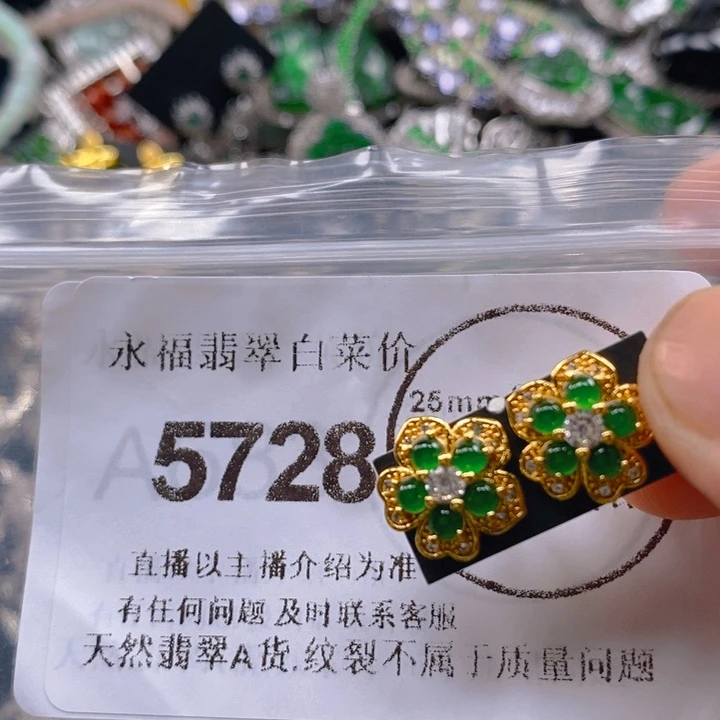 永福翡翠白菜价
25mm
5728
直播以主播介绍为准
有任何问题 及时联系客服
天然翡翠A货.纹裂不属于质量问题